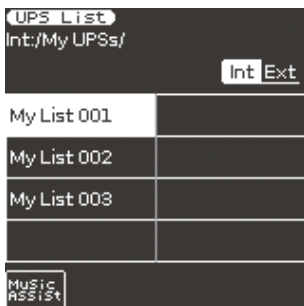 UPS List
Int:/My UPSs/
Int Ext
My List 001
My List 002
My List 003
Music
Assist